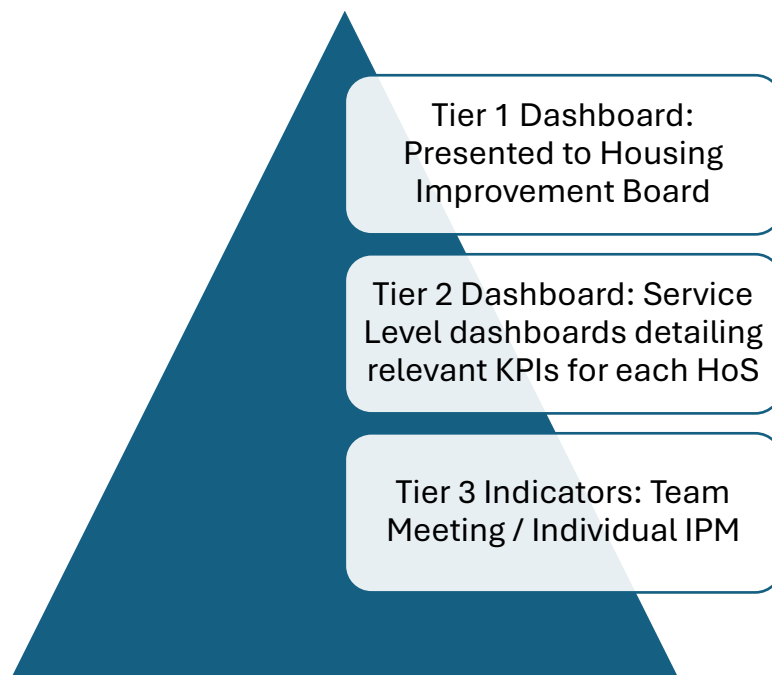 Tier 1 Dashboard:
Presented to Housing
Improvement Board
Tier 2 Dashboard: Service
Level dashboards detailing
relevant KPIs for each HoS
Tier 3 Indicators: Team
Meeting / Individual IPM